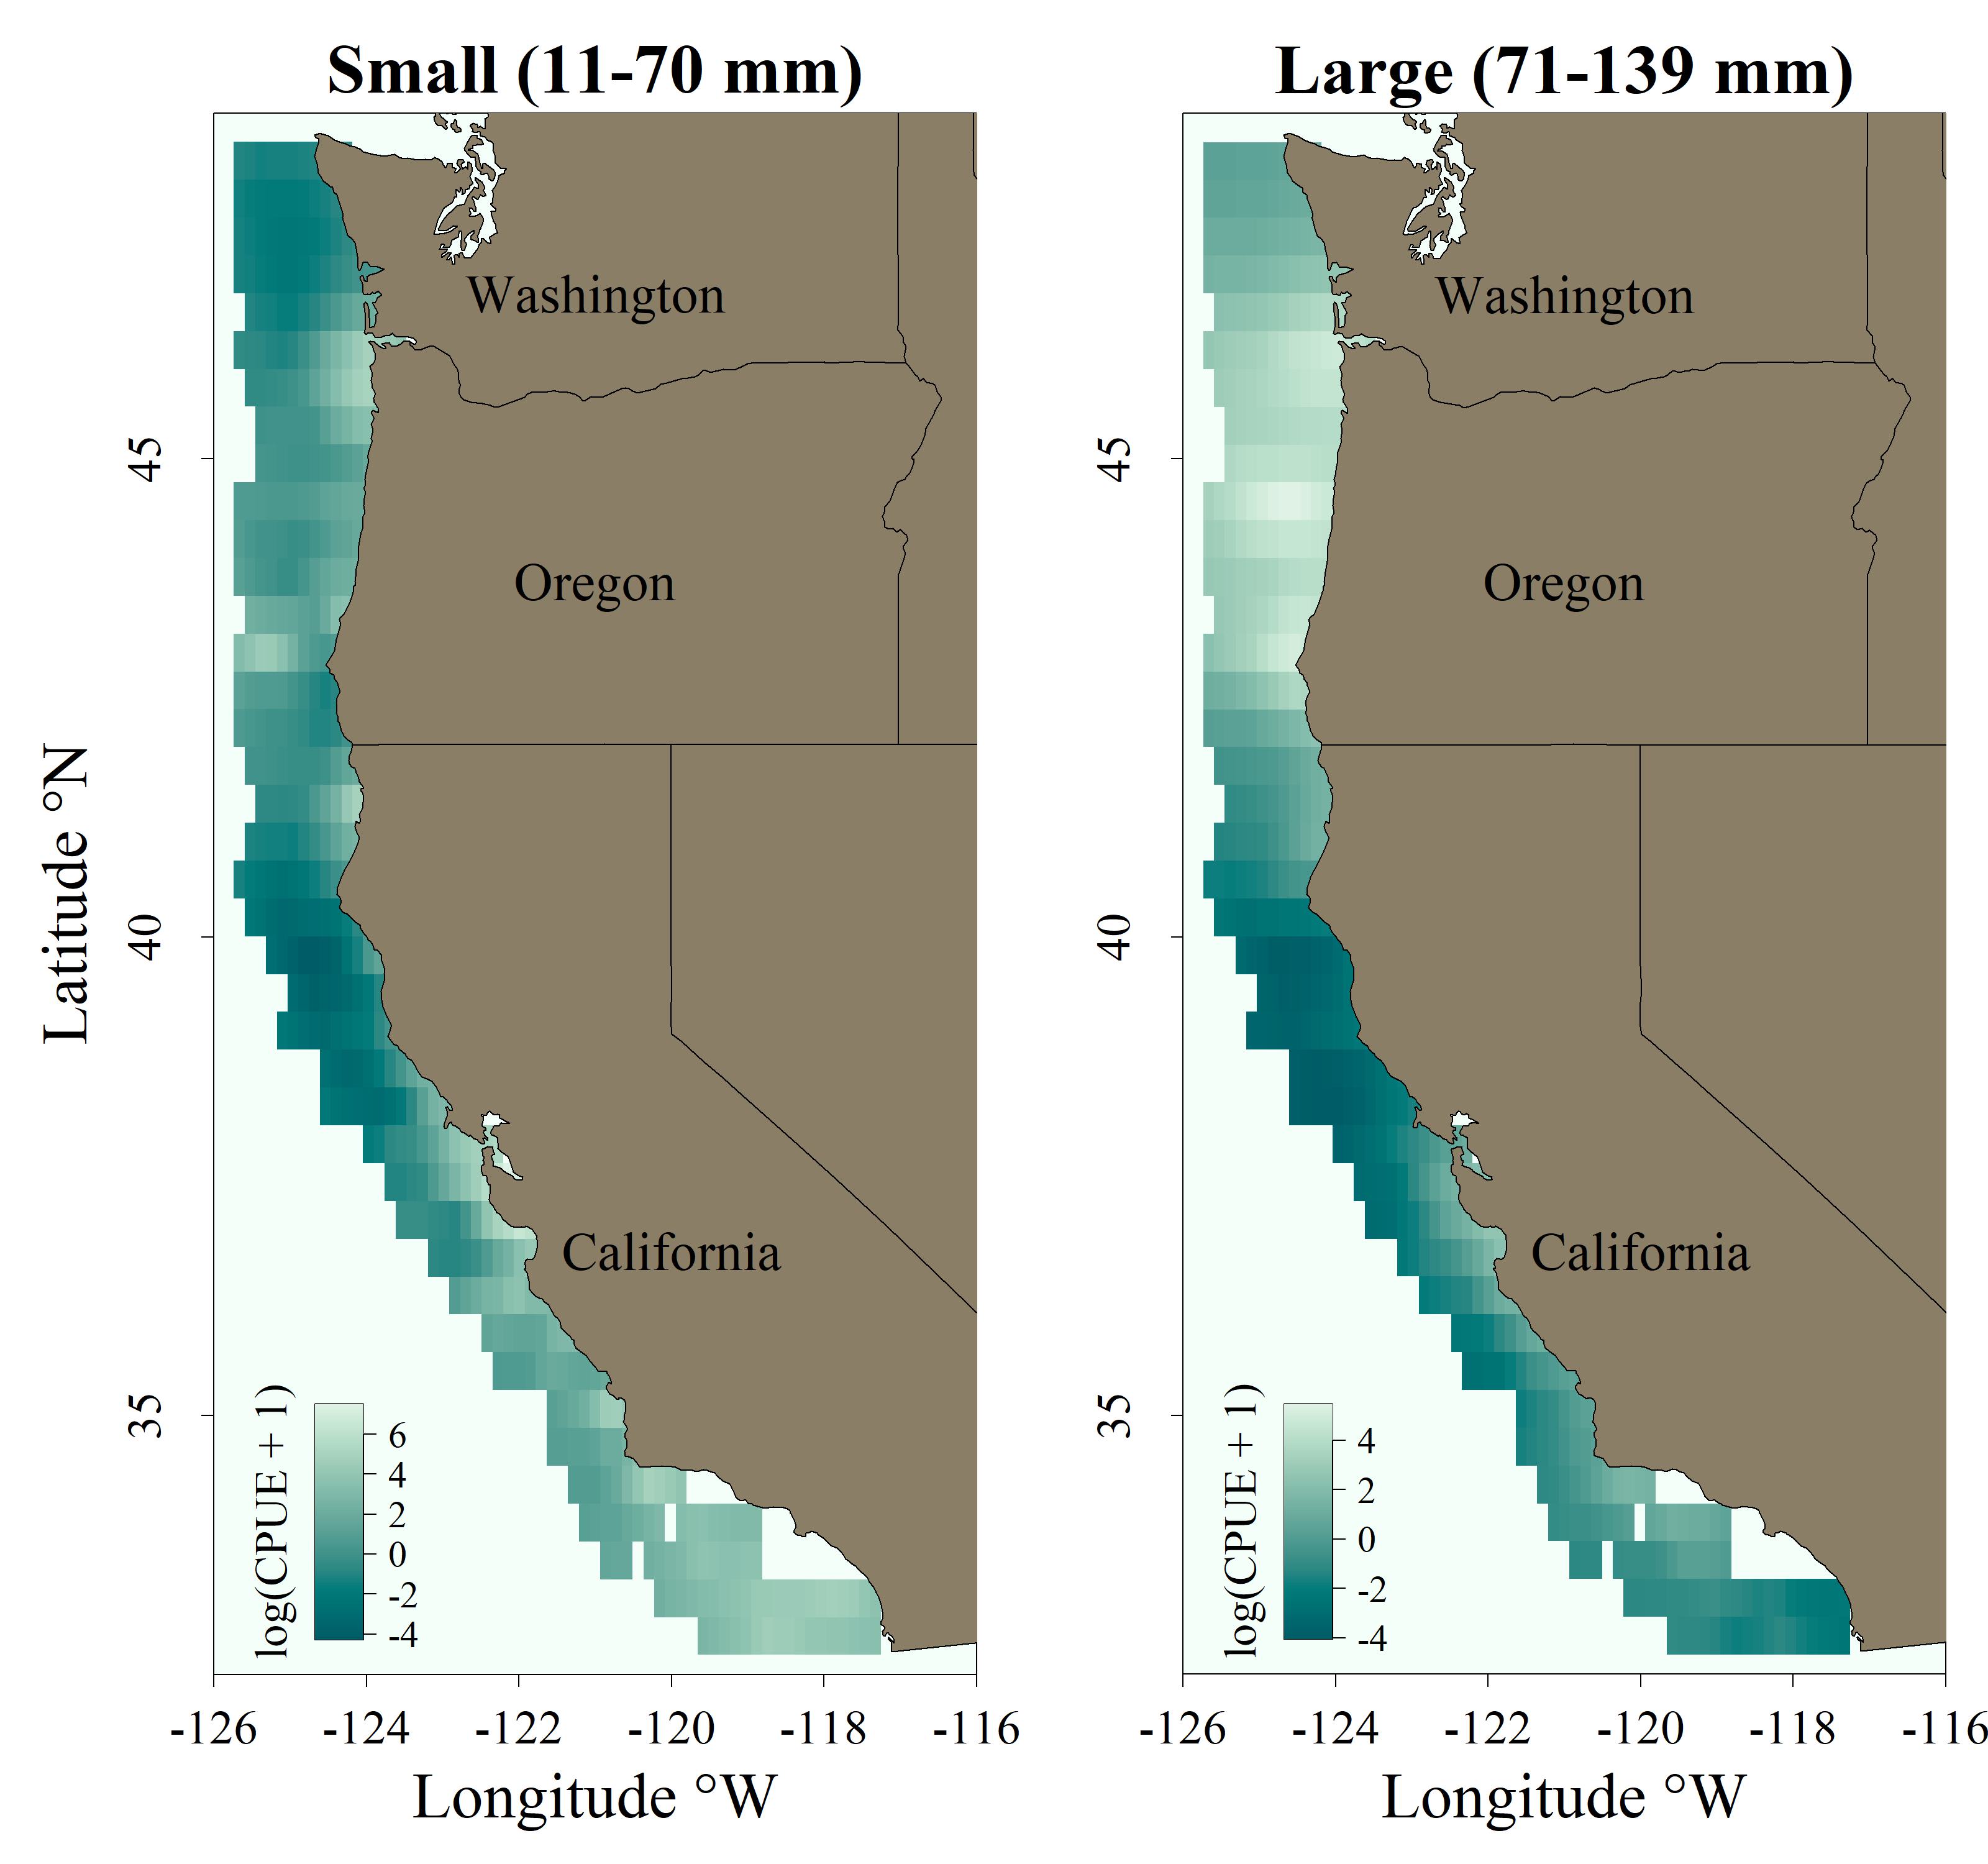 Small (11-70 mm)
Large (71-139 mm)
Latitude °N
45
40
35
Washington
Oregon
California
log(CPUE + 1)
6
4
2
0
-2
-4
-126
-124
-122
-120
-118
-116
Longitude °W
45
40
35
Washington
Oregon
California
log(CPUE + 1)
4
2
0
-2
-4
-126
-124
-122
-120
-118
-116
Longitude °W